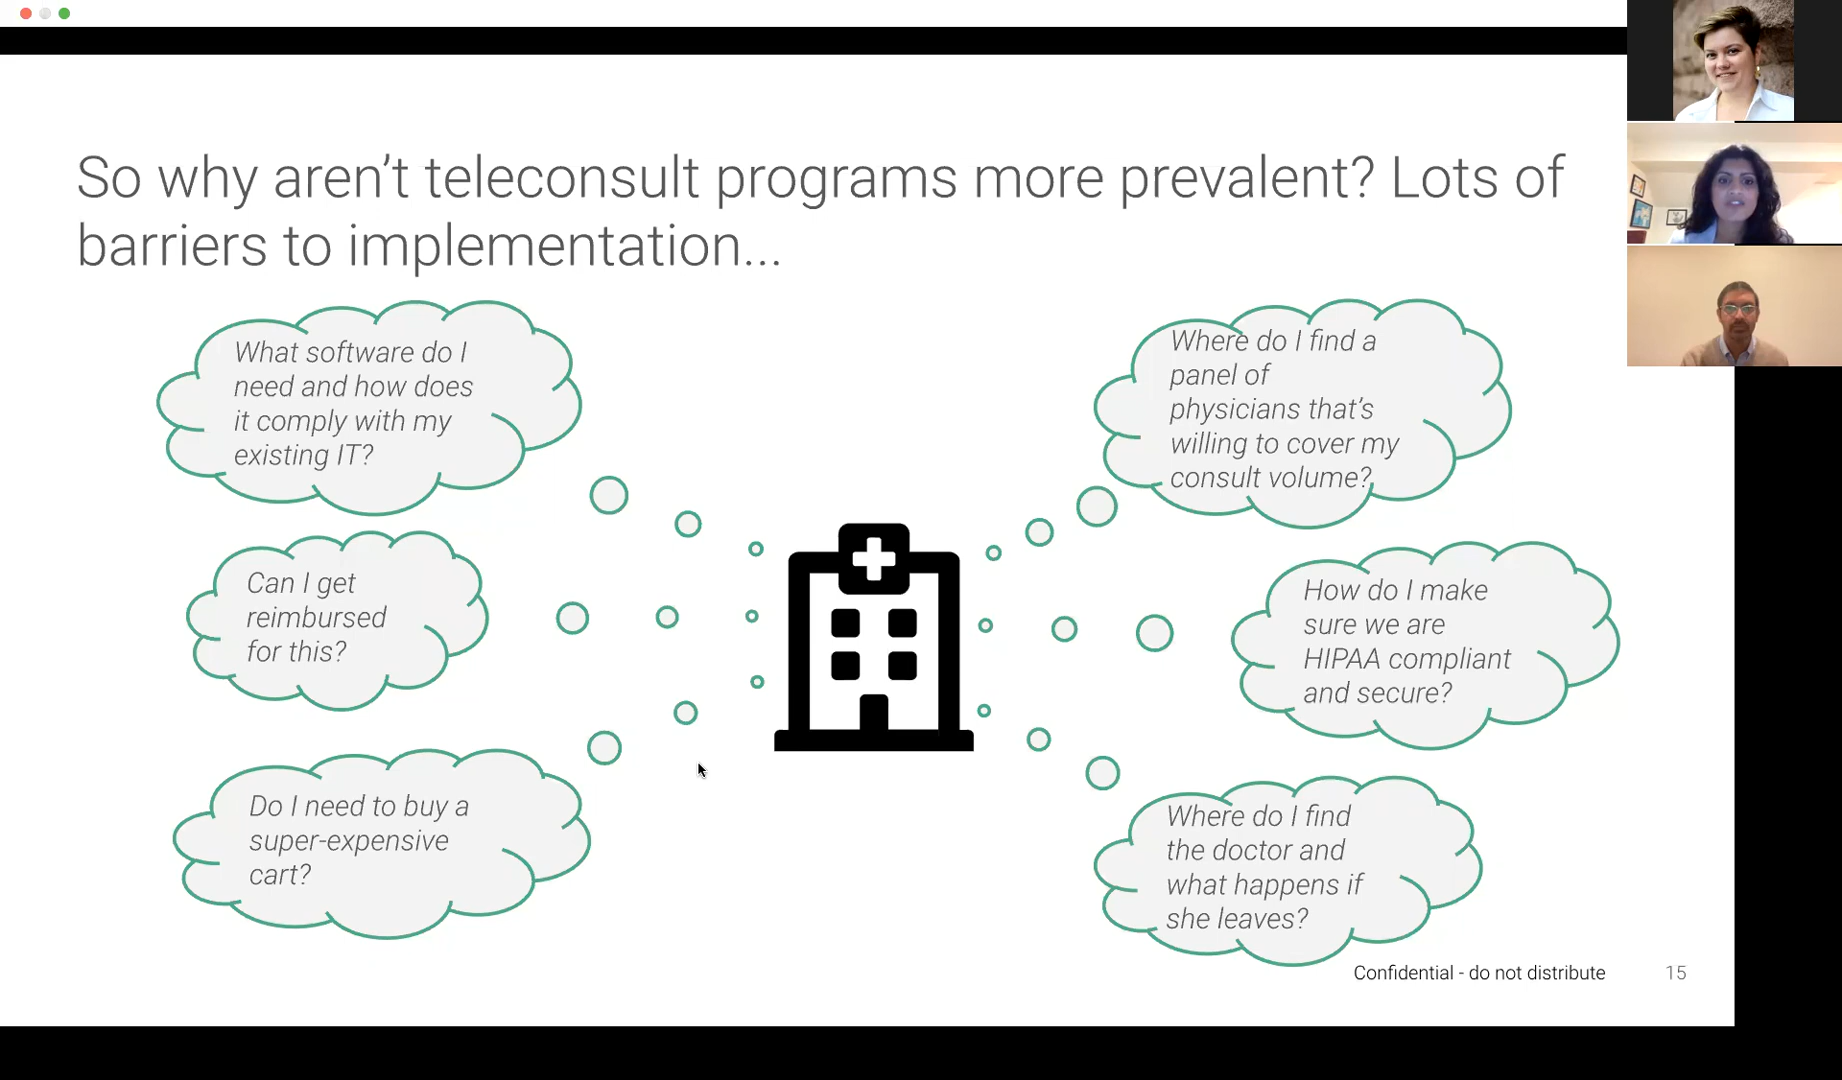 So why aren’t teleconsult programs more prevalent? Lots of
barriers to implementation...
What software do I
need and how does
it comply with my
existing IT?
Can I get
reimbursed
for this?
Do I need to buy a
super-expensive
cart?
Where do I find a
panel of
physicians that’s
willing to cover my
consult volume?
How do I make
sure we are
HIPAA compliant
and secure?
Where do I find
the doctor and
what happens if
she leaves?
Confidential - do not distribute
15